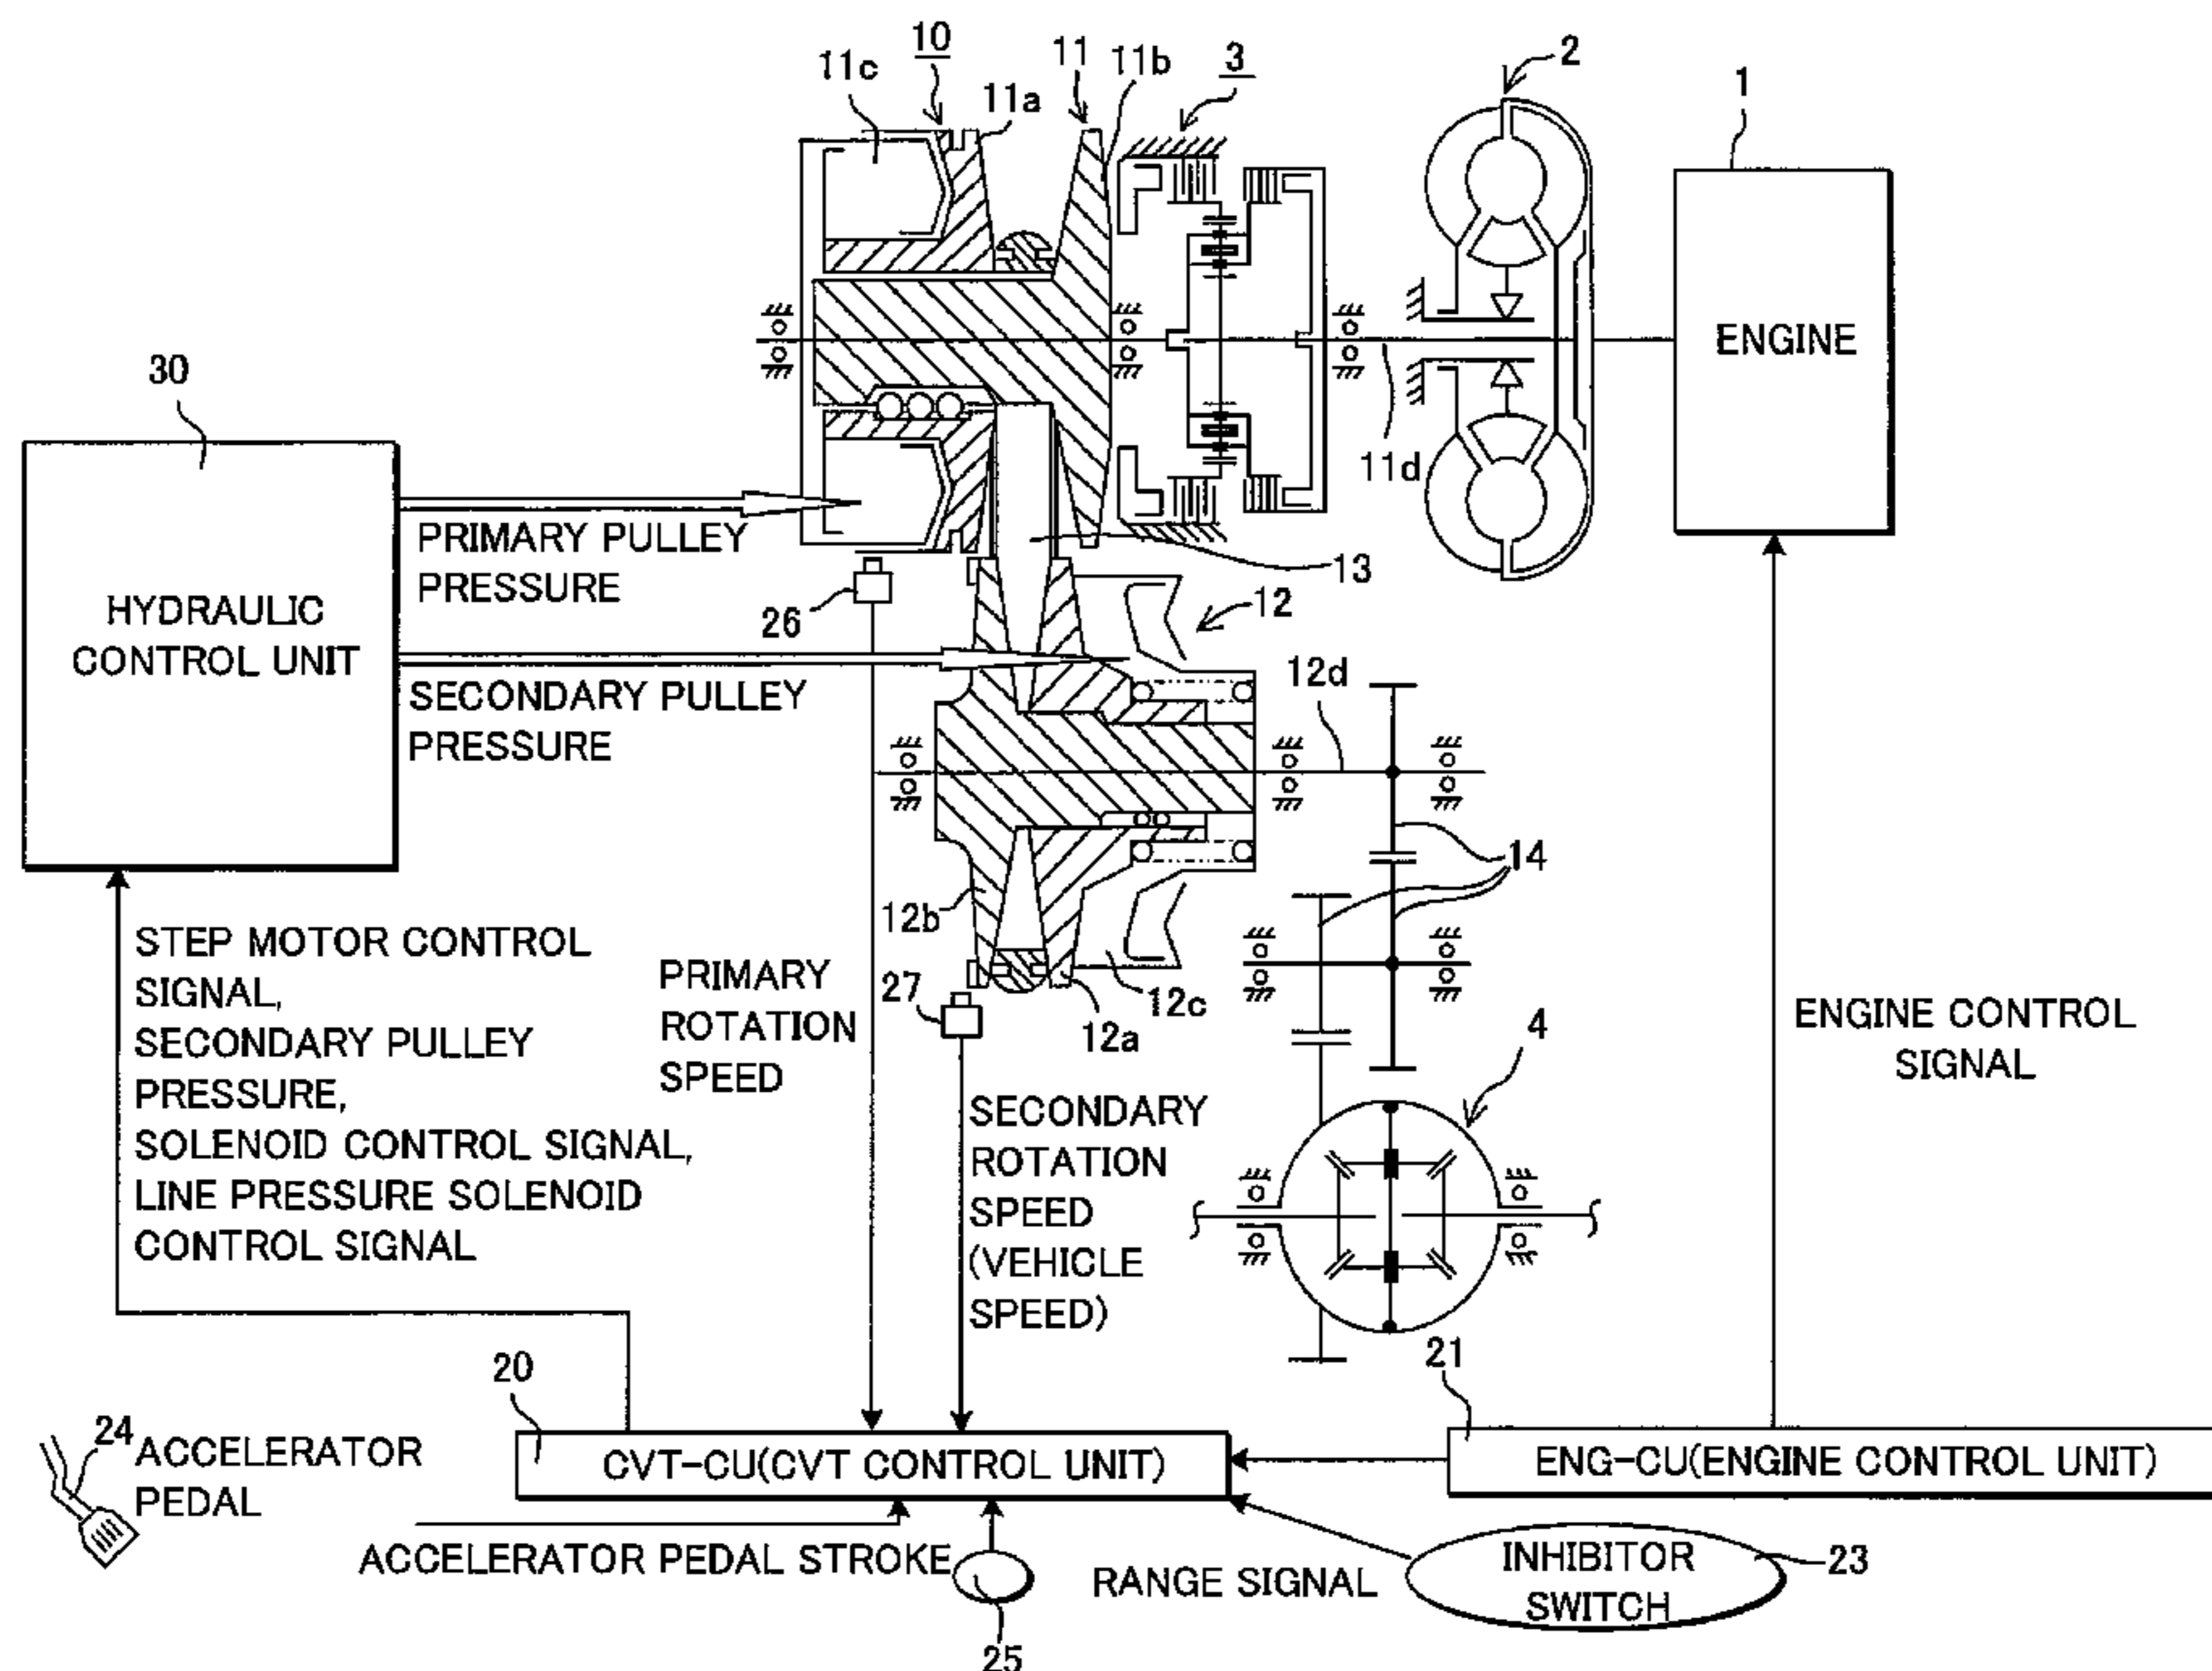 10
11
11c
11a
11b
3
2
1
ENGINE
30
HYDRAULIC
CONTROL UNIT
PRIMARY PULLEY
PRESSURE
SECONDARY PULLEY
PRESSURE
11d
13
26
12
12d
14
12b
12c
12a
27
4
STEP MOTOR CONTROL
SIGNAL,
SECONDARY PULLEY
PRESSURE,
SOLENOID CONTROL SIGNAL,
LINE PRESSURE SOLENOID
CONTROL SIGNAL
PRIMARY
ROTATION
SPEED
SECONDARY
ROTATION
SPEED
(VEHICLE
SPEED)
ENGINE CONTROL
SIGNAL
20
21
CVT-CU(CVT CONTROL UNIT)
ENG-CU(ENGINE CONTROL UNIT)
24
ACCELERATOR
PEDAL
ACCELERATOR PEDAL STROKE
25
RANGE SIGNAL
INHIBITOR
SWITCH
23